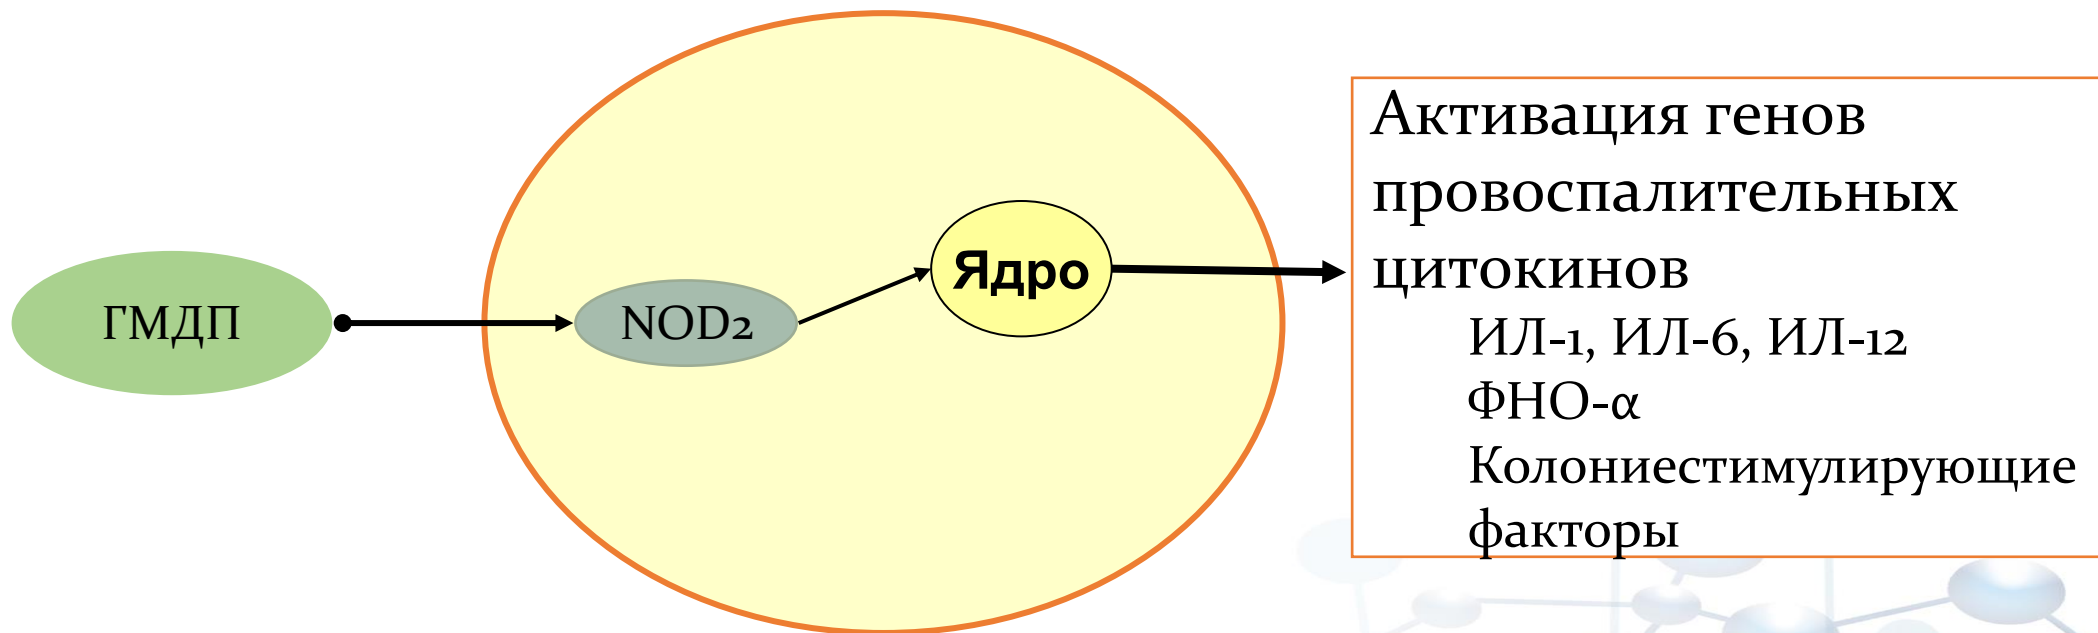 ГМДП
NOD2
Ядро
Активация генов
провоспалительных
цитокинов
ИЛ-1, ИЛ-6, ИЛ-12
ФНО-α
Колониестимулирующие
факторы